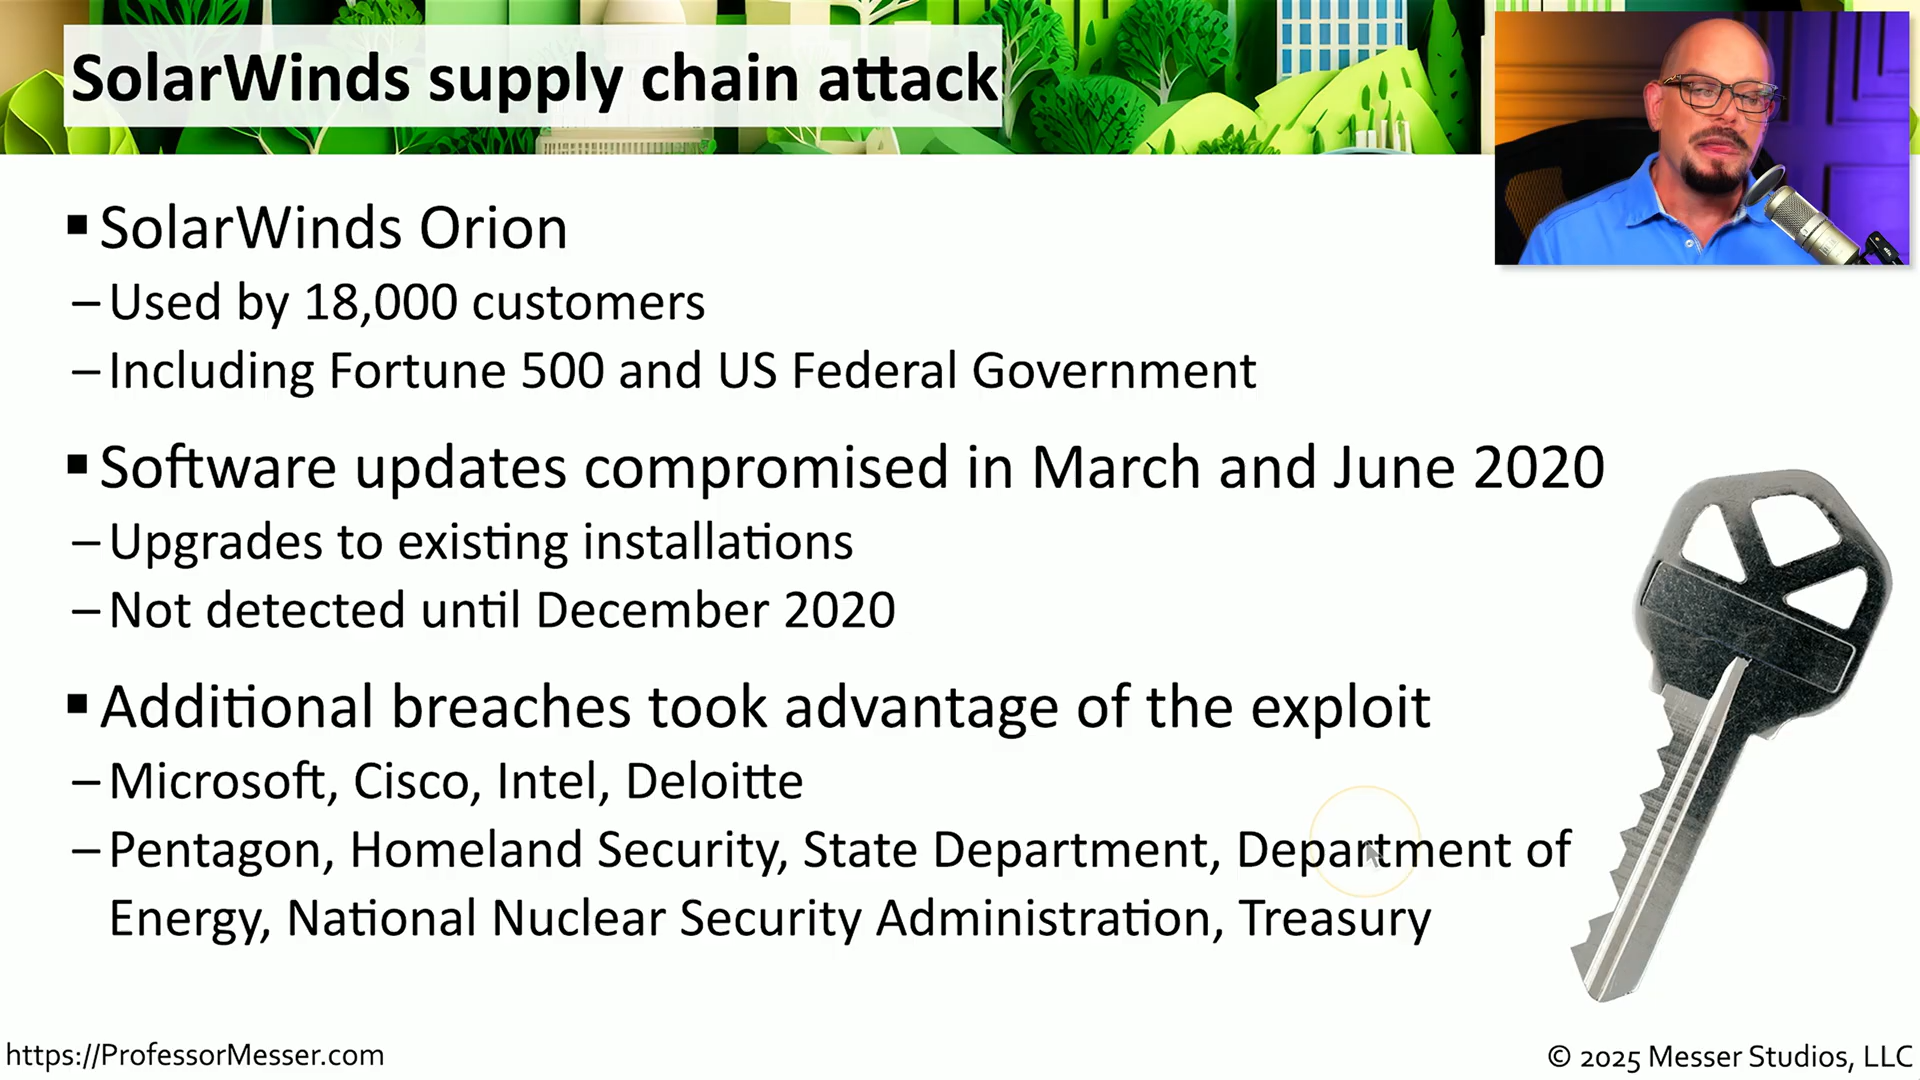 SolarWinds supply chain attack
▪ SolarWinds Orion
– Used by 18,000 customers
– Including Fortune 500 and US Federal Government
▪ Software updates compromised in March and June 2020
– Upgrades to existing installations
– Not detected until December 2020
▪ Additional breaches took advantage of the exploit
– Microsoft, Cisco, Intel, Deloitte
– Pentagon, Homeland Security, State Department, Department of
Energy, National Nuclear Security Administration, Treasury
https://ProfessorMesser.com
© 2025 Messer Studios, LLC